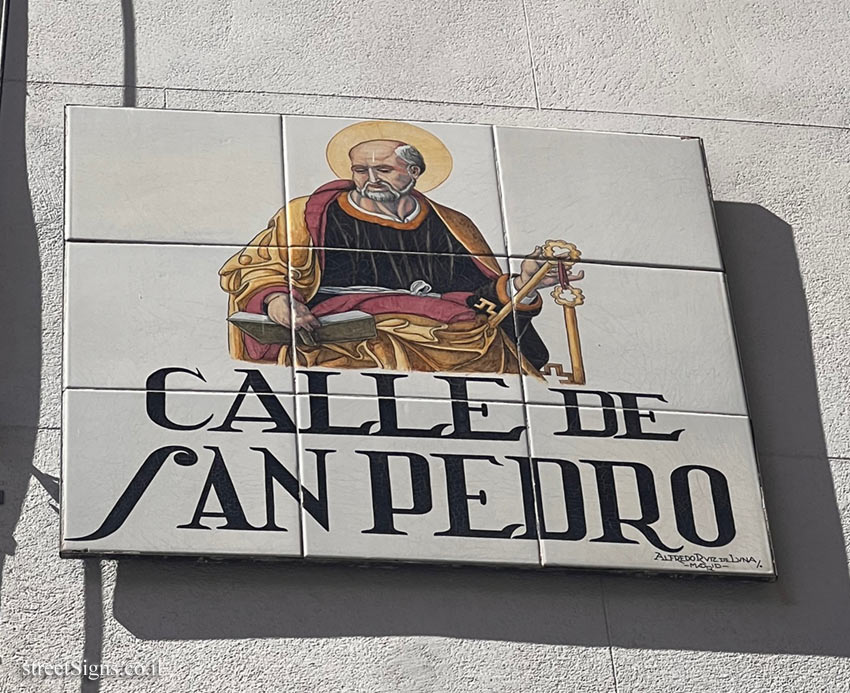 CALLE DE
SAN PEDRO
ALFREDO RUIZ DE LUNA
-MADRID-
StreetSigns.co.il